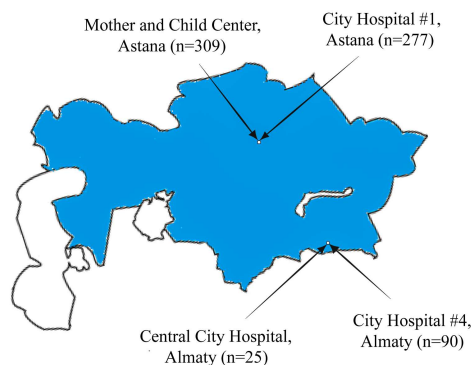 Mother and Child Center,
Astana (n=309)
City Hospital #1,
Astana (n=277)
Central City Hospital,
Almaty (n=25)
City Hospital #4,
Almaty (n=90)